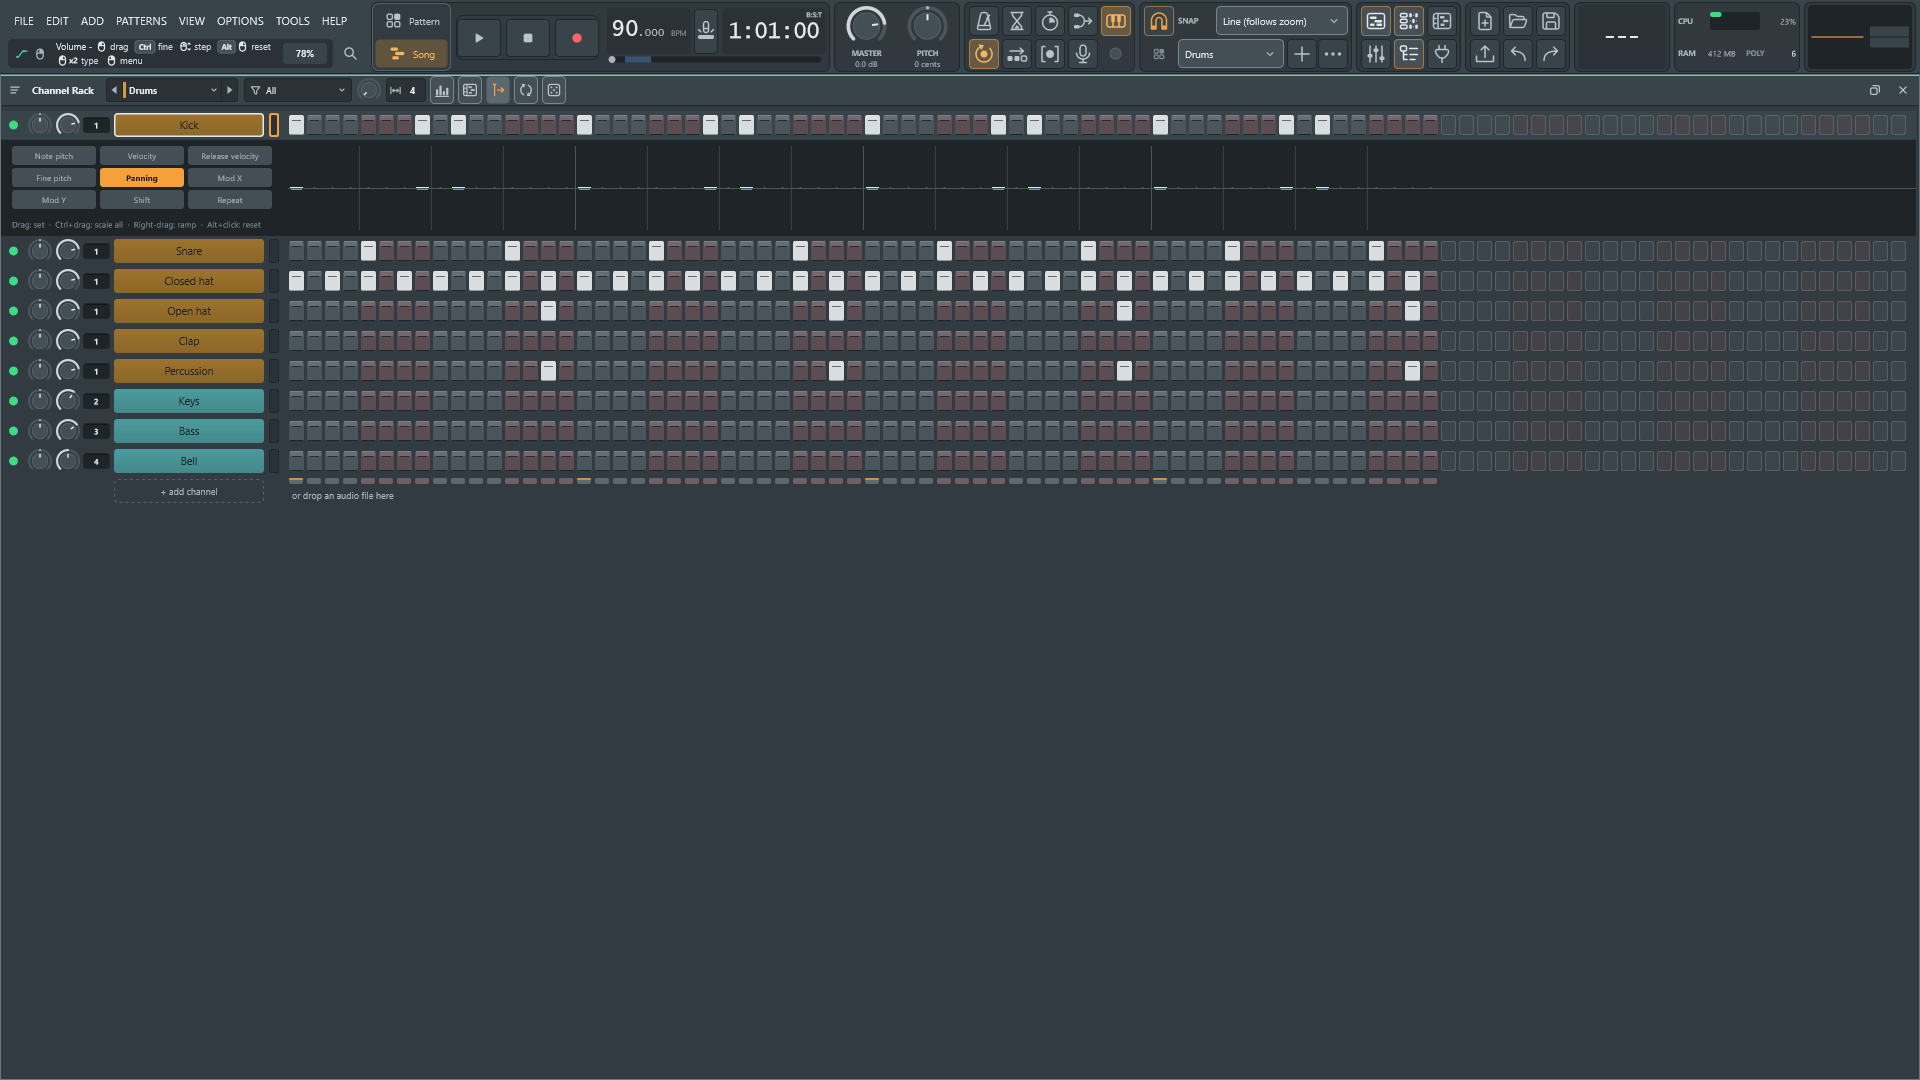 FILE EDIT ADD PATTERNS VIEW OPTIONS TOOLS HELP
Volume - drag Ctrl fine step Alt reset
x2 type menu
78%
Pattern
Song
90.000 BPM
B:S:T
1:01:00
MASTER
0.0 dB
PITCH
0 cents
SNAP
Line (follows zoom)
Drums
CPU 23%
RAM 412 MB POLY 6
Channel Rack
Drums
All
4
1 Kick
Note pitch Velocity Release velocity
Fine pitch Panning Mod X
Mod Y Shift Repeat
Drag: set · Ctrl+drag: scale all · Right-drag: ramp · Alt+click: reset
1 Snare
1 Closed hat
1 Open hat
1 Clap
1 Percussion
2 Keys
3 Bass
4 Bell
+ add channel
or drop an audio file here